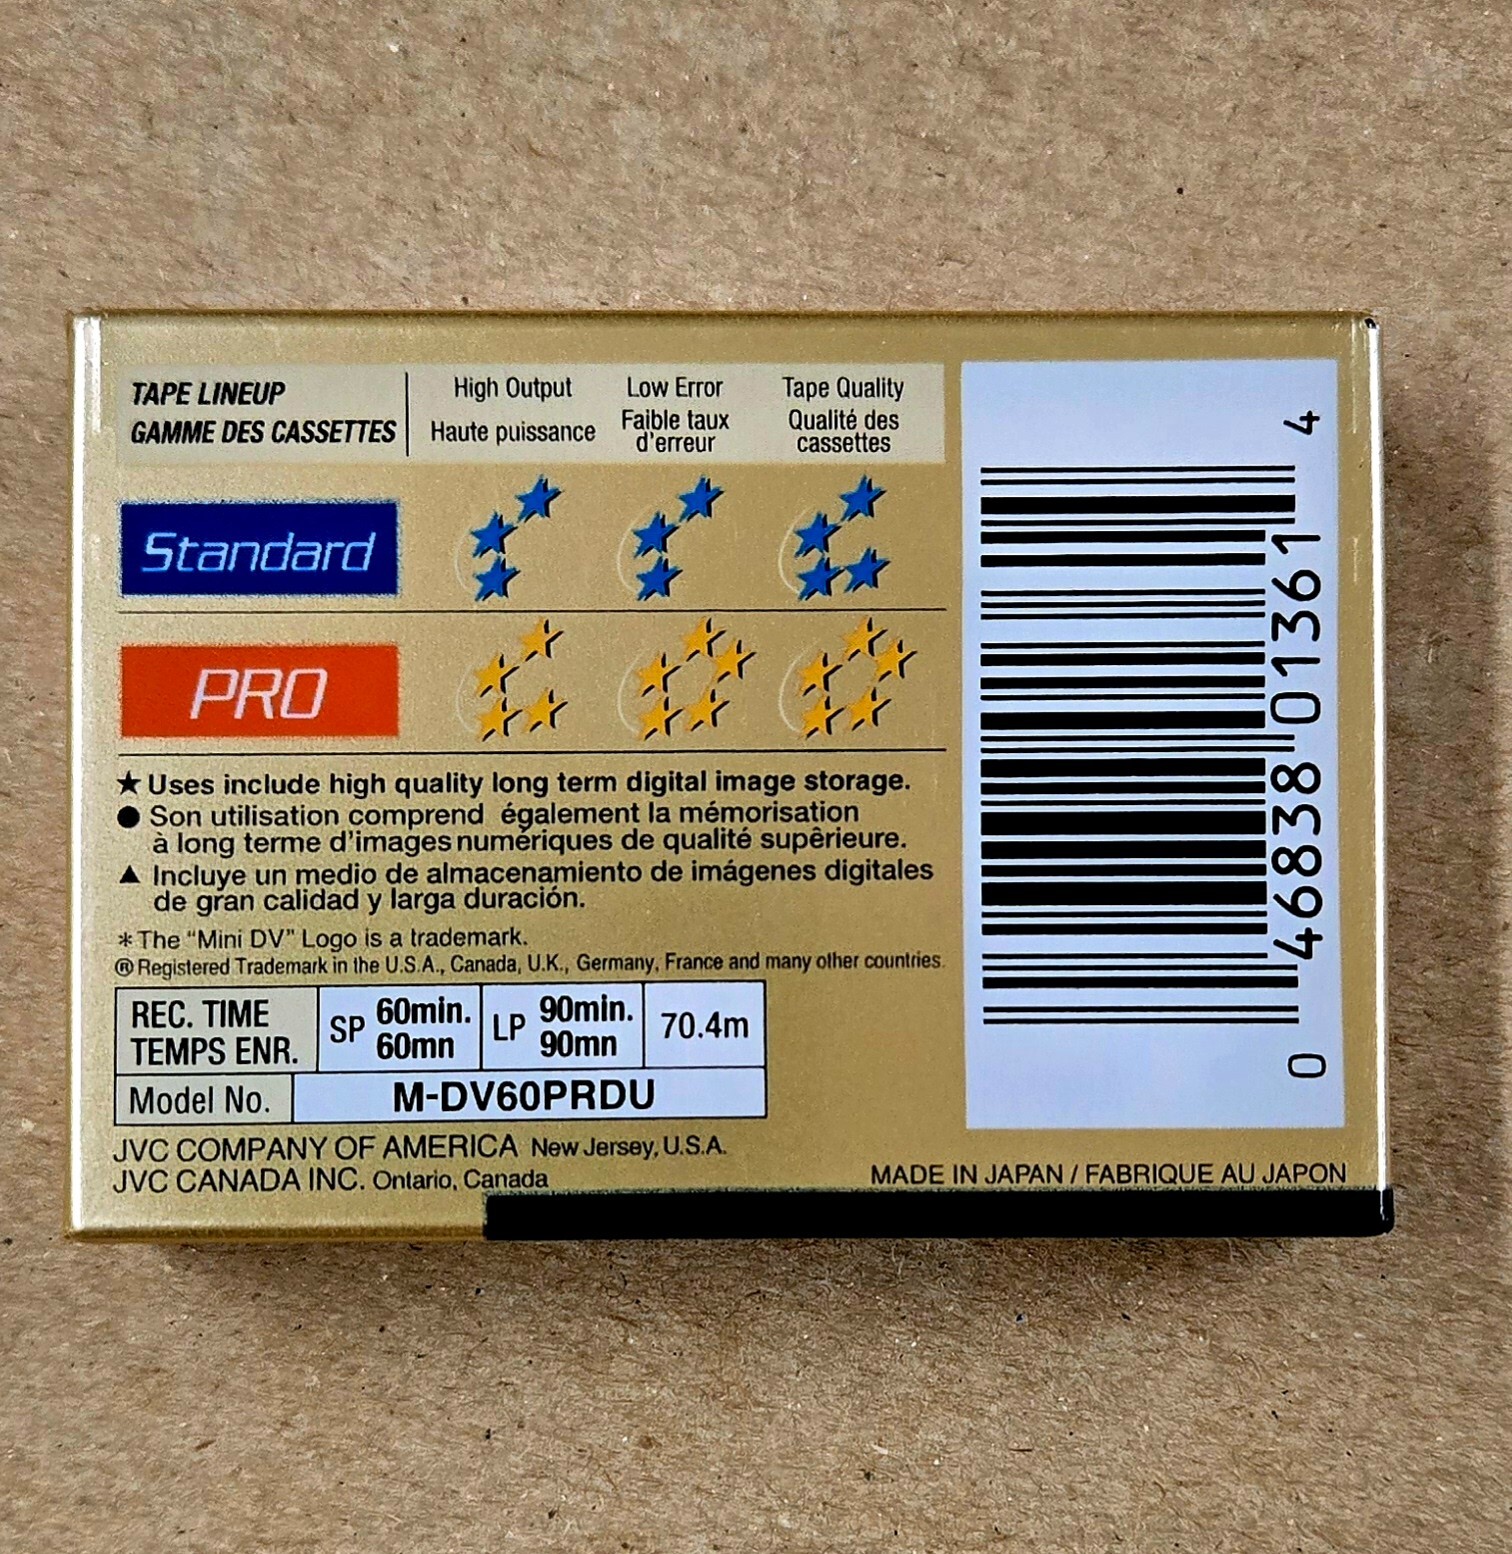 TAPE LINEUP
GAMME DES CASSETTES
High Output
Haute puissance
Low Error
Faible taux
d'erreur
Tape Quality
Qualité des
cassettes
Standard
PRO
★ Uses include high quality long term digital image storage.
● Son utilisation comprend également la mémorisation
à long terme d'images numériques de qualité supêrieure.
▲ Incluye un medio de almacenamiento de imágenes digitales
de gran calidad y larga duración.
* The “Mini DV” Logo is a trademark.
® Registered Trademark in the U.S.A., Canada, U.K., Germany, France and many other countries.
REC. TIME
TEMPS ENR.
SP 60min.
60mn
LP 90min.
90mn
70.4m
Model No. M-DV60PRDU
JVC COMPANY OF AMERICA New Jersey, U.S.A.
JVC CANADA INC. Ontario, Canada
MADE IN JAPAN / FABRIQUE AU JAPON
0 46838 01361 4